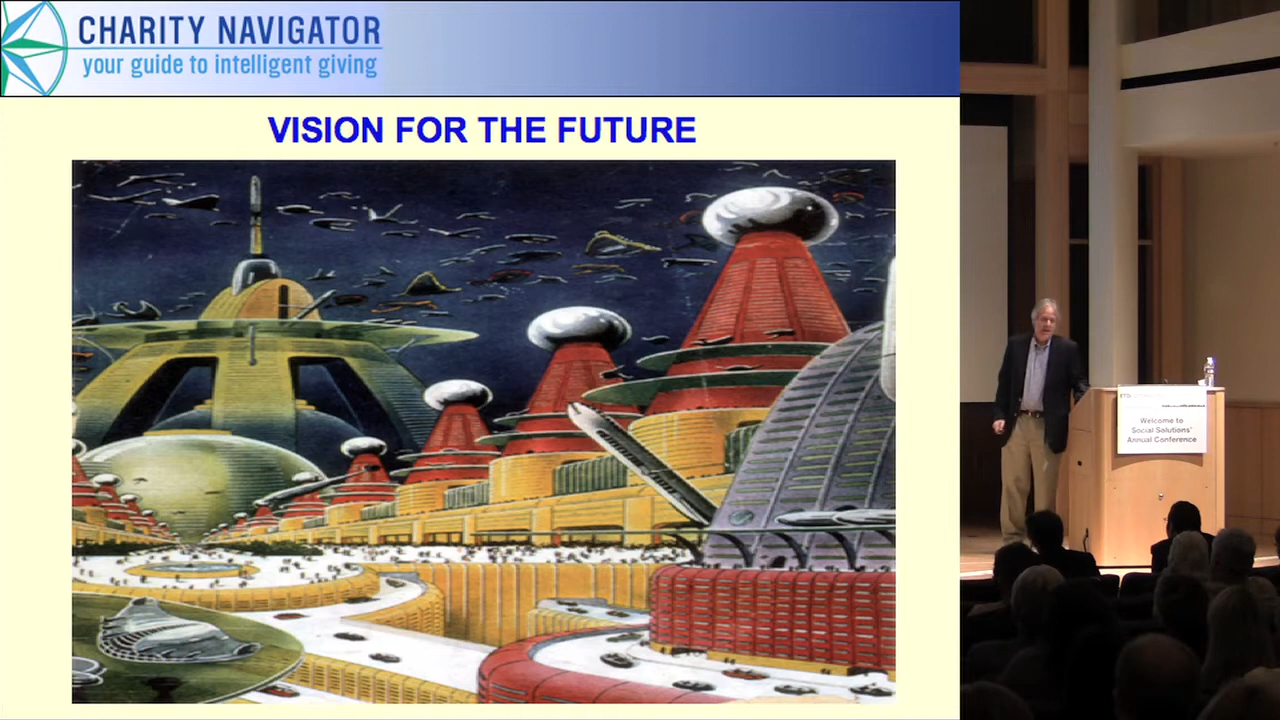 CHARITY NAVIGATOR
your guide to intelligent giving
VISION FOR THE FUTURE
Welcome to
Social Solutions'
Annual Conference